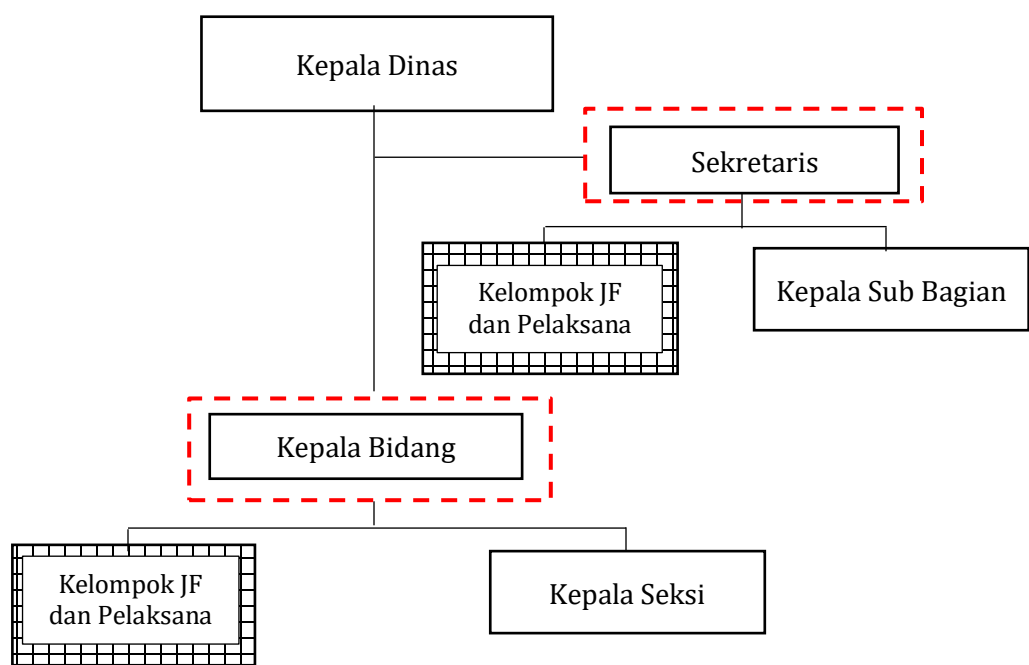 Kepala Dinas
Sekretaris
Kelompok JF
dan Pelaksana
Kepala Sub Bagian
Kepala Bidang
Kelompok JF
dan Pelaksana
Kepala Seksi